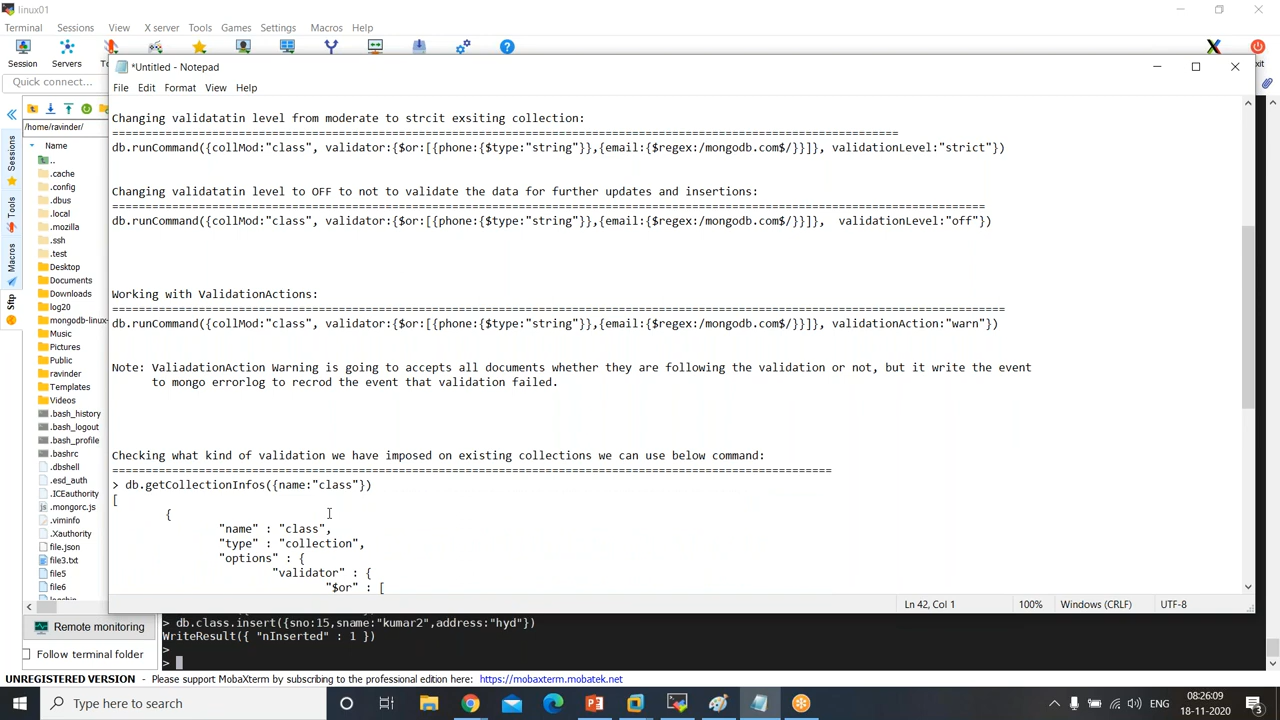 linux01
Terminal Sessions View X server Tools Games Settings Macros Help
Session Servers
Quick connect...
*Untitled - Notepad
File Edit Format View Help
/home/ravinder/
Name
..
.cache
.config
.dbus
.local
.mozilla
.ssh
.test
Desktop
Documents
Downloads
log20
mongodb-linux-
Music
Pictures
Public
ravinder
Templates
Videos
.bash_history
.bash_logout
.bash_profile
.bashrc
.dbshell
.esd_auth
.ICEauthority
.mongorc.js
.viminfo
.Xauthority
file.json
file3.txt
file5
file6
Sessions
Tools
Macros
Sftp
Changing validatatin level from moderate to strcit exsiting collection:
======================================================================================================================
db.runCommand({collMod:"class", validator:{$or:[{phone:{$type:"string"}},{email:{$regex:/mongodb.com$/}}]}, validationLevel:"strict"})
Changing validatatin level to OFF to not to validate the data for further updates and insertions:
===================================================================================================================================
db.runCommand({collMod:"class", validator:{$or:[{phone:{$type:"string"}},{email:{$regex:/mongodb.com$/}}]},  validationLevel:"off"})
Working with ValidationActions:
======================================================================================================================================
db.runCommand({collMod:"class", validator:{$or:[{phone:{$type:"string"}},{email:{$regex:/mongodb.com$/}}]}, validationAction:"warn"})
Note: ValiadationAction Warning is going to accepts all documents whether they are following the validation or not, but it write the event
to mongo errorlog to recrod the event that validation failed.
Checking what kind of validation we have imposed on existing collections we can use below command:
============================================================================================================
> db.getCollectionInfos({name:"class"})
[
{
"name" : "class",
"type" : "collection",
"options" : {
"validator" : {
"$or" : [
Ln 42, Col 1 100% Windows (CRLF) UTF-8
Remote monitoring
Follow terminal folder
> db.class.insert({sno:15,sname:"kumar2",address:"hyd"})
WriteResult({ "nInserted" : 1 })
>
>
UNREGISTERED VERSION - Please support MobaXterm by subscribing to the professional edition here: https://mobaxterm.mobatek.net
Type here to search
ENG
08:26:09
18-11-2020
3